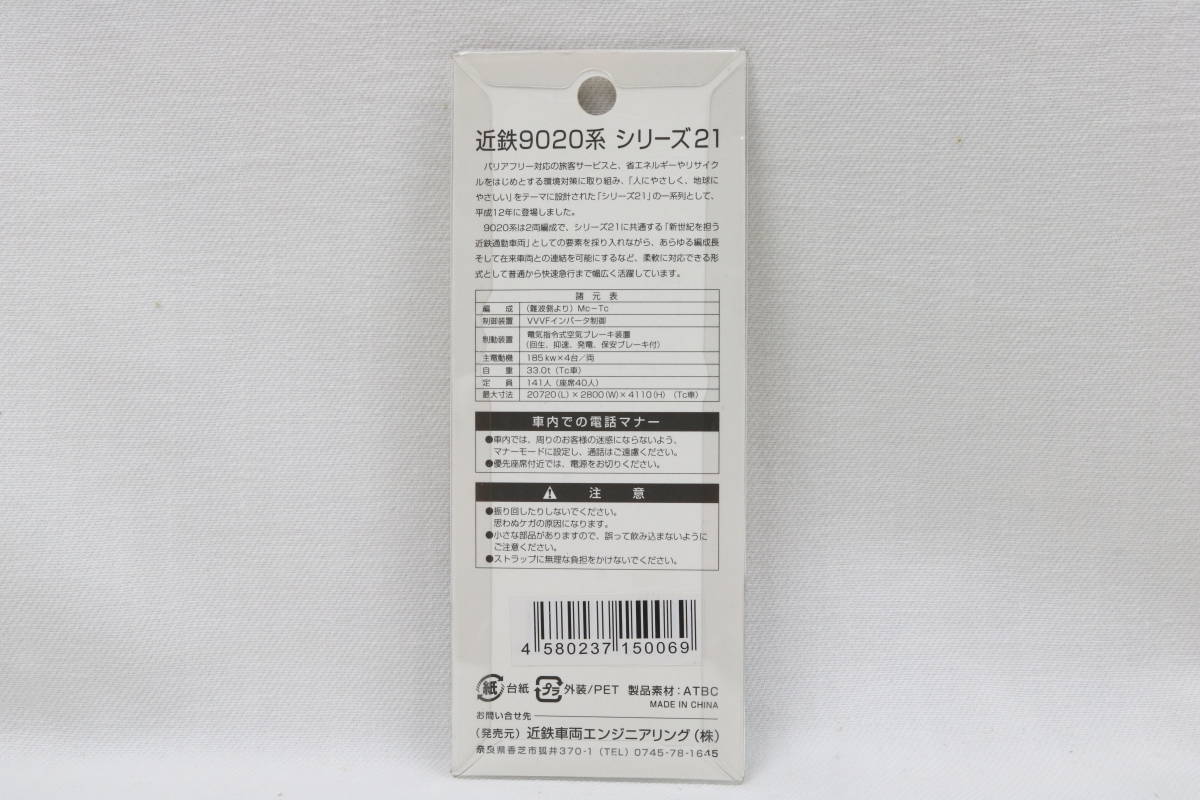 近鉄9020系 シリーズ21
バリアフリー対応の旅客サービスと、省エネルギーやリサイク
ルをはじめとする環境対策に取り組み、「人にやさしく、地球に
やさしい」をテーマに設計された「シリーズ21」の一系列として、
平成12年に登場しました。
9020系は2両編成で、シリーズ21に共通する「新世紀を担う
近鉄通勤車両」としての要素を採り入れながら、あらゆる編成長
そして在来車両との連結を可能にするなど、柔軟に対応できる形
式として普通から快速急行まで幅広く活躍しています。
諸元表
編成 (難波側より) Mc-Tc
制御装置 VVVFインバータ制御
制動装置 電気指令式空気ブレーキ装置
(回生、抑速、発電、保安ブレーキ付)
主電動機 185kw×4台/両
自重 33.0t (Tc車)
定員 141人 (座席40人)
最大寸法 20720(L)×2800(W)×4110(H) (Tc車)
車内での電話マナー
●車内では、周りのお客様の迷惑にならないよう、
マナーモードに設定し、通話はご遠慮ください。
●優先座席付近では、電源をお切りください。
注意
●振り回したりしないでください。
思わぬケガの原因になります。
●小さな部品がありますので、誤って飲み込まないように
ご注意ください。
●ストラップに無理な負担をかけないでください。
4 580237 150069
紙 台紙 プラ 外装/PET 製品素材:ATBC
MADE IN CHINA
お問い合せ先
(発売元) 近鉄車両エンジニアリング(株)
奈良県香芝市狐井370-1 (TEL) 0745-78-1645